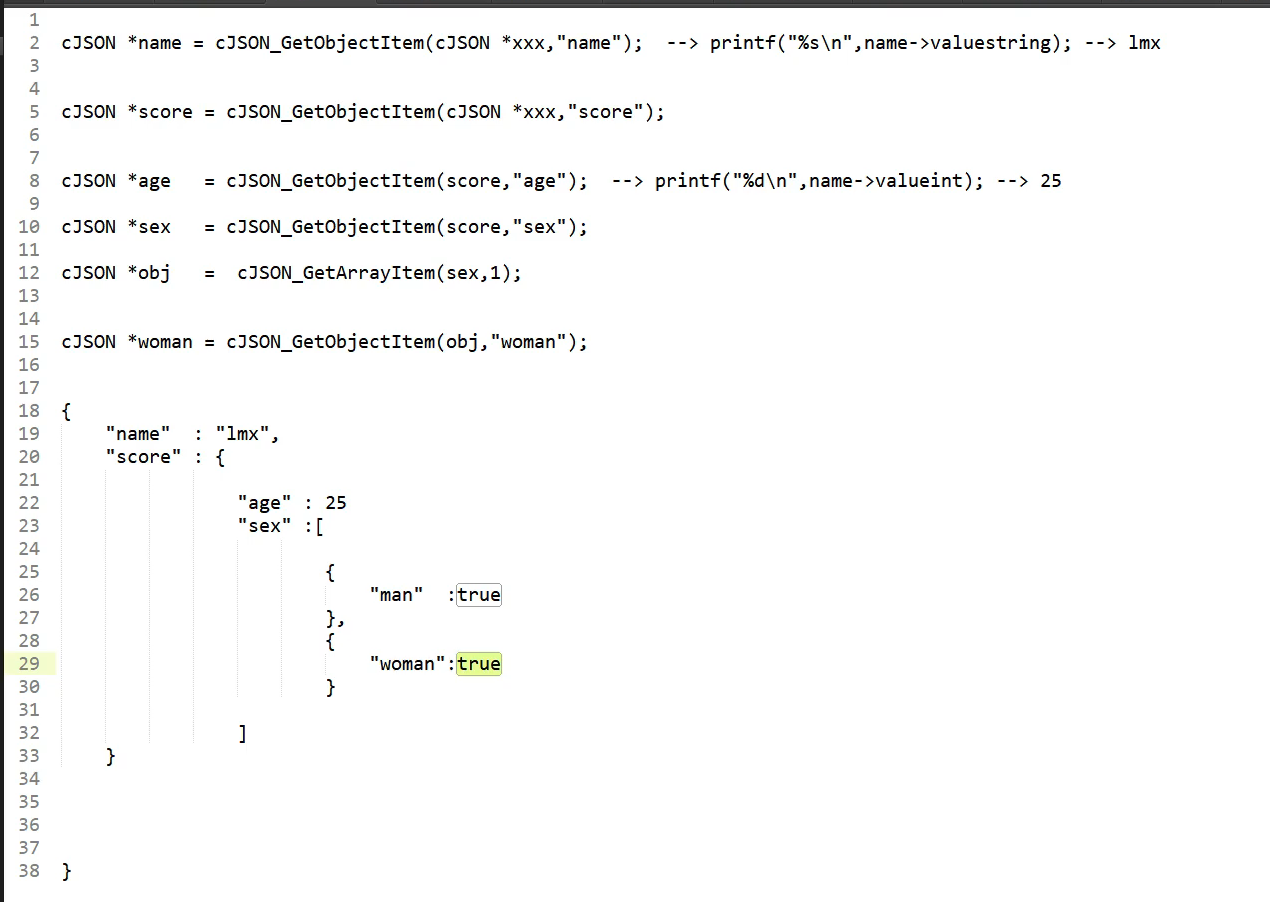 1
2 cJSON *name = cJSON_GetObjectItem(cJSON *xxx,"name");  --> printf("%s\n",name->valuestring); --> lmx
3
4
5 cJSON *score = cJSON_GetObjectItem(cJSON *xxx,"score");
6
7
8 cJSON *age   = cJSON_GetObjectItem(score,"age");  --> printf("%d\n",name->valueint); --> 25
9
10 cJSON *sex   = cJSON_GetObjectItem(score,"sex");
11
12 cJSON *obj   =  cJSON_GetArrayItem(sex,1);
13
14
15 cJSON *woman = cJSON_GetObjectItem(obj,"woman");
16
17
18 {
19     "name"  : "lmx",
20     "score" : {
21
22                 "age" : 25
23                 "sex" :[
24
25                         {
26                             "man"  :true
27                         },
28                         {
29                             "woman":true
30                         }
31
32                 ]
33     }
34
35
36
37
38 }